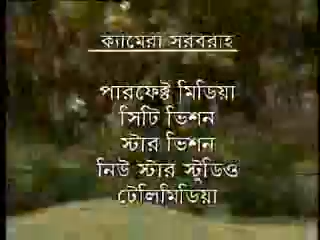 ক্যামেরা সরবরাহ
পারফেক্ট মিডিয়া
সিটি ভিশন
স্টার ভিশন
নিউ স্টার স্টুডিও
টেলিমিডিয়া